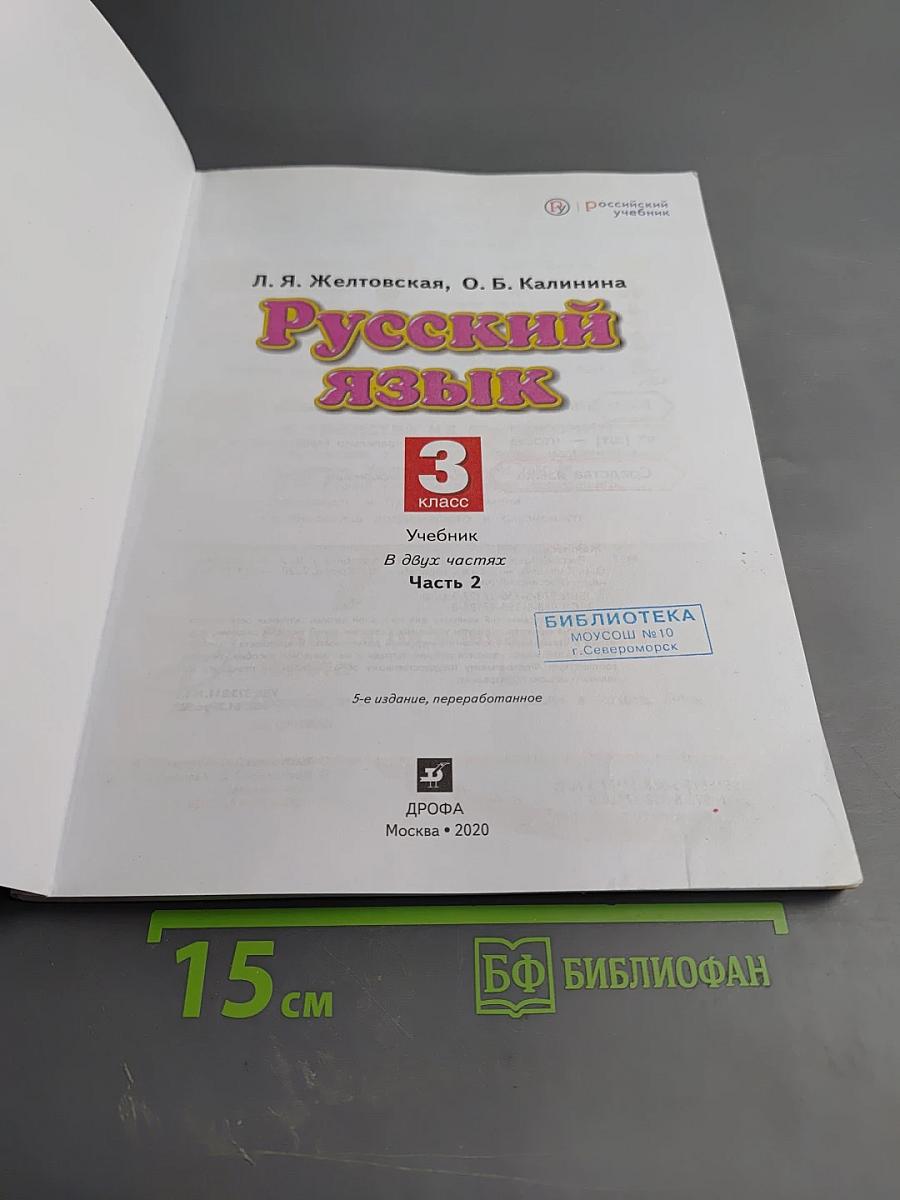 Российский
учебник
Л. Я. Желтовская, О. Б. Калинина
Русский
язык
3
класс
Учебник
В двух частях
Часть 2
БИБЛИОТЕКА
МОУСОШ №10
г.Североморск
5-е издание, переработанное
ДРОФА
Москва • 2020
15 см
БФ БИБЛИОФАН